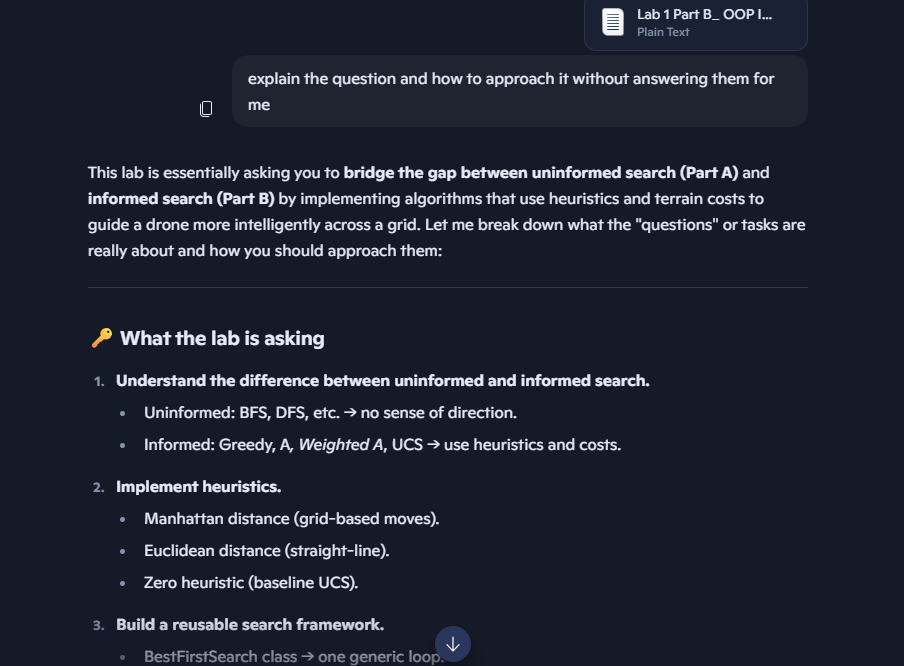 Lab 1 Part B_ OOP I...
Plain Text
explain the question and how to approach it without answering them for
me
This lab is essentially asking you to bridge the gap between uninformed search (Part A) and
informed search (Part B) by implementing algorithms that use heuristics and terrain costs to
guide a drone more intelligently across a grid. Let me break down what the "questions" or tasks are
really about and how you should approach them:
🔑 What the lab is asking
1. Understand the difference between uninformed and informed search.
• Uninformed: BFS, DFS, etc. → no sense of direction.
• Informed: Greedy, A, Weighted A, UCS → use heuristics and costs.
2. Implement heuristics.
• Manhattan distance (grid-based moves).
• Euclidean distance (straight-line).
• Zero heuristic (baseline UCS).
3. Build a reusable search framework.
• BestFirstSearch class → one generic loop.